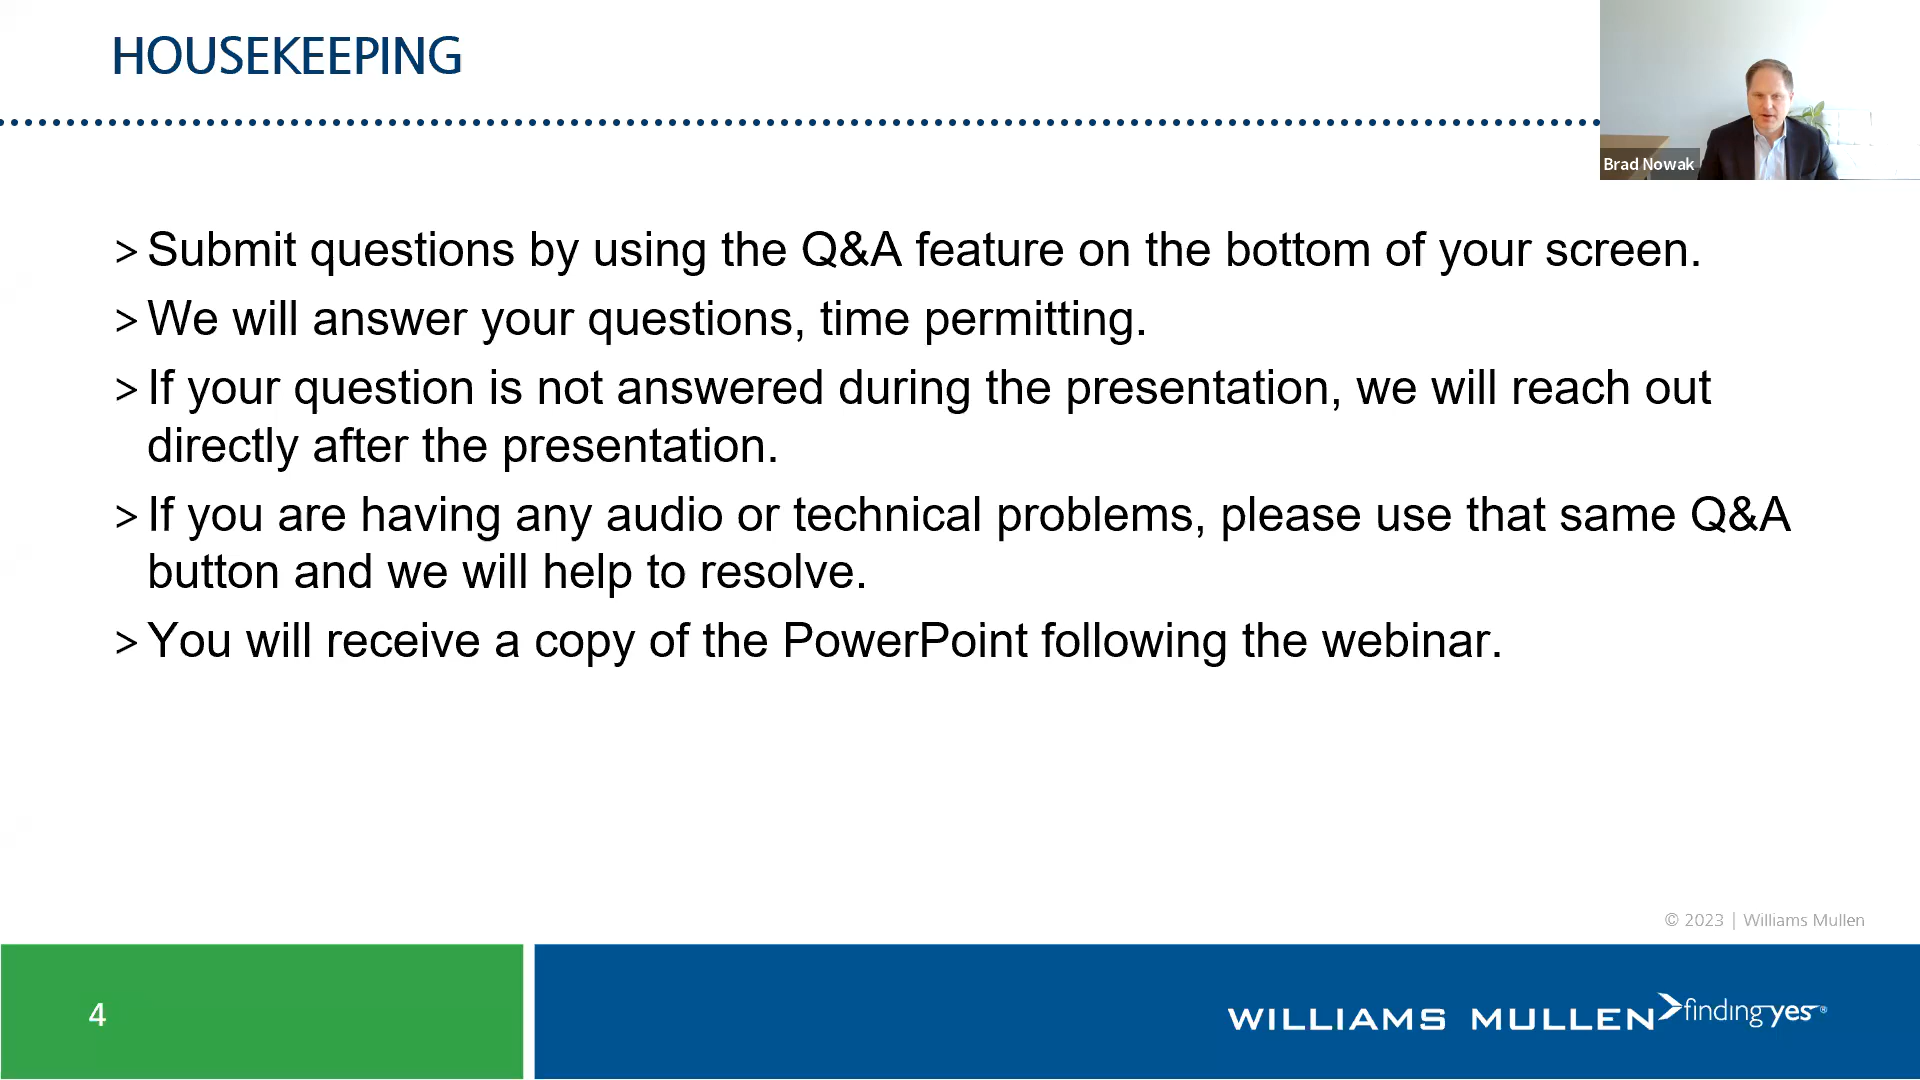 HOUSEKEEPING
Brad Nowak
> Submit questions by using the Q&A feature on the bottom of your screen.
> We will answer your questions, time permitting.
> If your question is not answered during the presentation, we will reach out
directly after the presentation.
> If you are having any audio or technical problems, please use that same Q&A
button and we will help to resolve.
> You will receive a copy of the PowerPoint following the webinar.
© 2023 | Williams Mullen
4
WILLIAMS MULLEN finding yes®